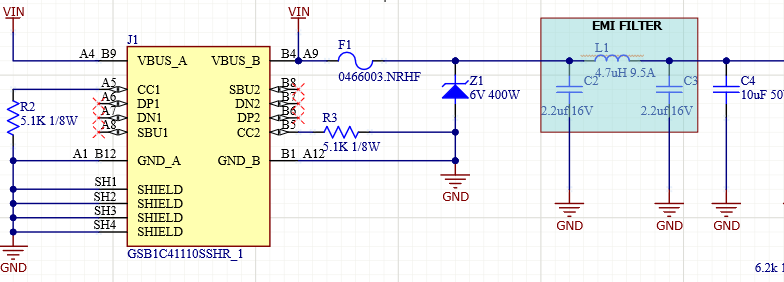 VIN
VIN
EMI FILTER
J1
A4 B9
VBUS_A
VBUS_B
B4 A9
F1
0466003.NRHF
L1
4.7uH 9.5A
A5
CC1
SBU2
B8
A6
DP1
DN2
B7
A7
DN1
DP2
B6
A8
SBU1
CC2
B5
R2
5.1K 1/8W
R3
5.1K 1/8W
Z1
6V 400W
C2
2.2uf 16V
C3
2.2uf 16V
C4
10uF 50
A1 B12
GND_A
GND_B
B1 A12
SH1
SHIELD
SH2
SHIELD
SH3
SHIELD
SH4
SHIELD
GND
GSB1C41110SSHR_1
GND
GND
GND
GND
6.2k